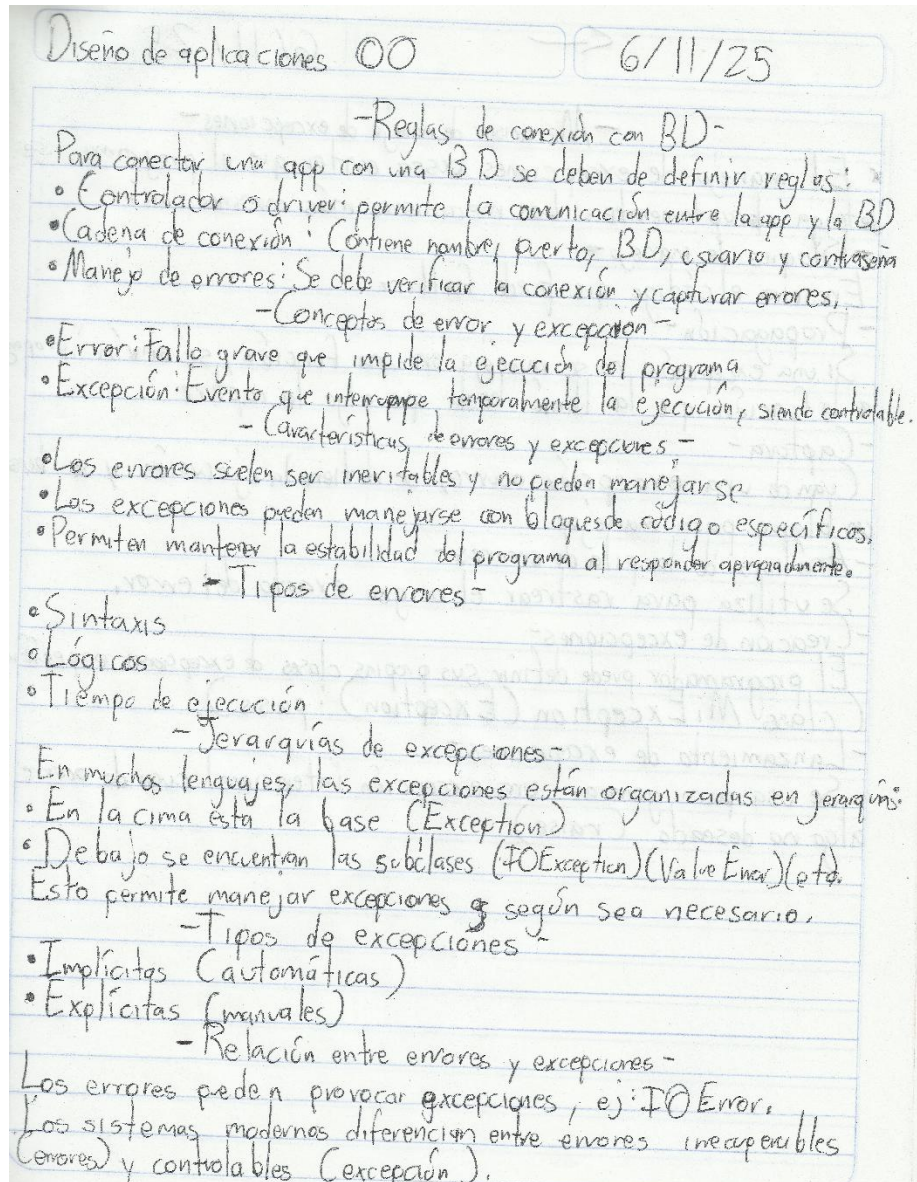 Diseño de aplicaciones OO 6/11/25
-Reglas de conexión con BD-
Para conectar una app con una BD se deben de definir reglas:
• Controlador o driver: permite la comunicación entre la app y la BD
• Cadena de conexión: Contiene nombre, puerto, BD, usuario y contraseña
• Manejo de errores: Se debe verificar la conexión y capturar errores.
-Conceptos de error y excepción-
• Error: Fallo grave que impide la ejecución del programa
• Excepción: Evento que interrumpe temporalmente la ejecución, siendo controlable.
- Características de errores y excepciones -
• Los errores suelen ser inevitables y no pueden manejarse
• Las excepciones pueden manejarse con bloques de código específicos.
• Permiten mantener la estabilidad del programa al responder apropiadamente.
- Tipos de errores -
• Sintaxis
• Lógicos
• Tiempo de ejecución
- Jerarquías de excepciones -
En muchos lenguajes, las excepciones están organizadas en jerarquías:
• En la cima está la base (Exception)
• Debajo se encuentran las subclases (IOException)(ValueError)(etc).
Esto permite manejar excepciones según sea necesario.
-Tipos de excepciones-
• Implícitas (automáticas)
• Explícitas (manuales)
- Relación entre errores y excepciones -
Los errores pueden provocar excepciones, ej: IOError.
Los sistemas modernos diferencian entre errores irrecuperables
(errores) y controlables (excepción).